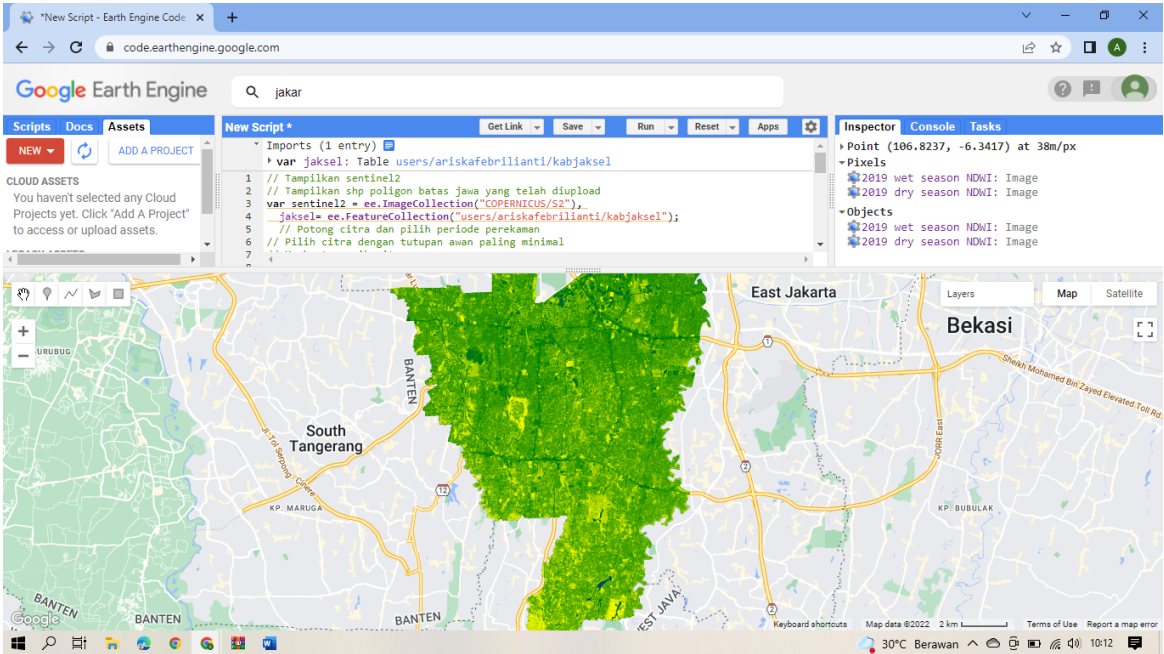 *New Script - Earth Engine Code
code.earthengine.google.com
A
Google Earth Engine
jakar
Scripts Docs Assets
NEW
ADD A PROJECT
CLOUD ASSETS
You haven't selected any Cloud
Projects yet. Click "Add A Project"
to access or upload assets.
New Script *
Get Link
Save
Run
Reset
Apps
Imports (1 entry)
var jaksel: Table users/ariskafebrilianti/kabjaksel
1 // Tampilkan sentinel2
2 // Tampilkan shp poligon batas jawa yang telah diupload
3 var sentinel2 = ee.ImageCollection("COPERNICUS/S2"),
4 jaksel= ee.FeatureCollection("users/ariskafebrilianti/kabjaksel");
5 // Potong citra dan pilih periode perekaman
6 // Pilih citra dengan tutupan awan paling minimal
7
Inspector Console Tasks
Point (106.8237, -6.3417) at 38m/px
Pixels
2019 wet season NDWI: Image
2019 dry season NDWI: Image
Objects
2019 wet season NDWI: Image
2019 dry season NDWI: Image
Layers
Map
Satellite
East Jakarta
Bekasi
URUBUG
BANTEN
Sheikh Mohamed Bin Zayed Elevated Toll Rd
South
Tangerang
Jl. Tol Serpong - Cinere
JORR East
KP. MARUGA
KP. BUBULAK
1
2
12
2
BANTEN
BANTEN
BANTEN
EST JAVA
Google
Keyboard shortcuts
Map data ©2022
2 km
Terms of Use
Report a map error
30°C Berawan
10:12